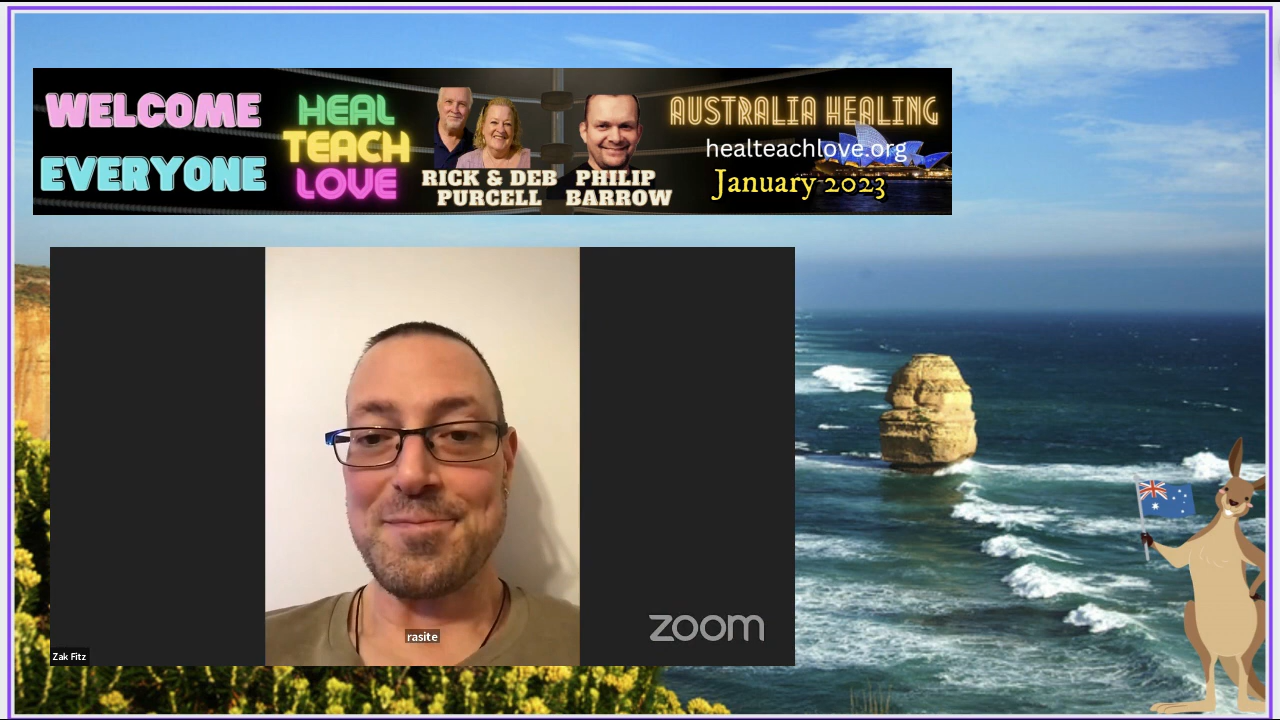 WELCOME
EVERYONE
HEAL
TEACH
LOVE
RICK & DEB
PURCELL
PHILIP
BARROW
AUSTRALIA HEALING
healteachlove.org
January 2023
rasite
zoom
Zak Fitz